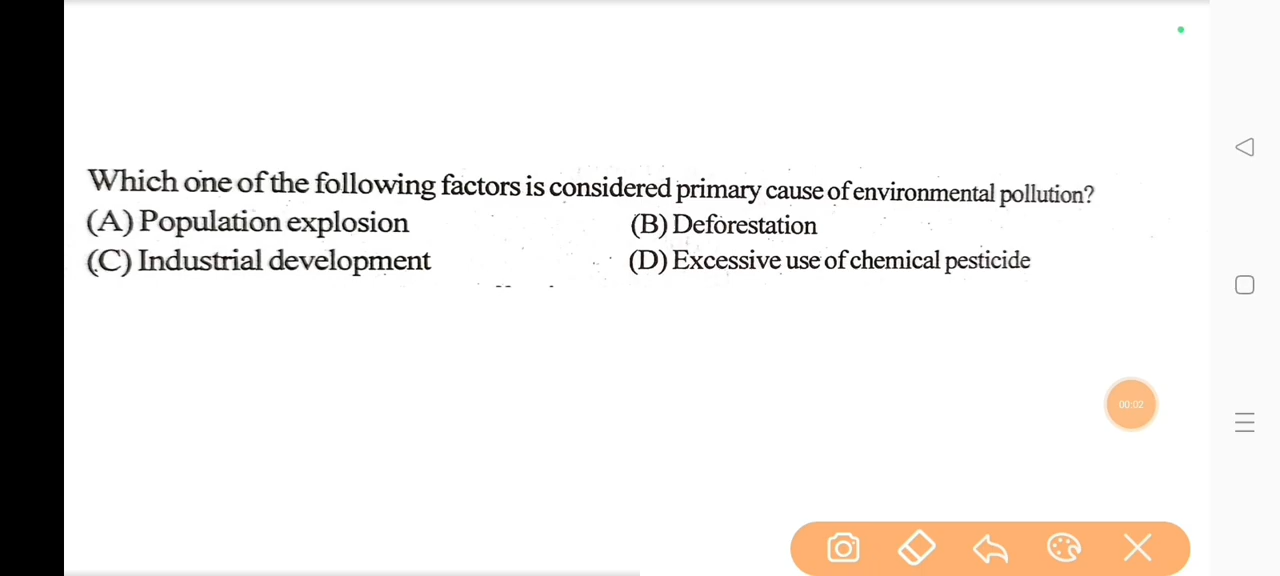 Which one of the following factors is considered primary cause of environmental pollution?
(A) Population explosion (B) Deforestation
(C) Industrial development (D) Excessive use of chemical pesticide
00:02